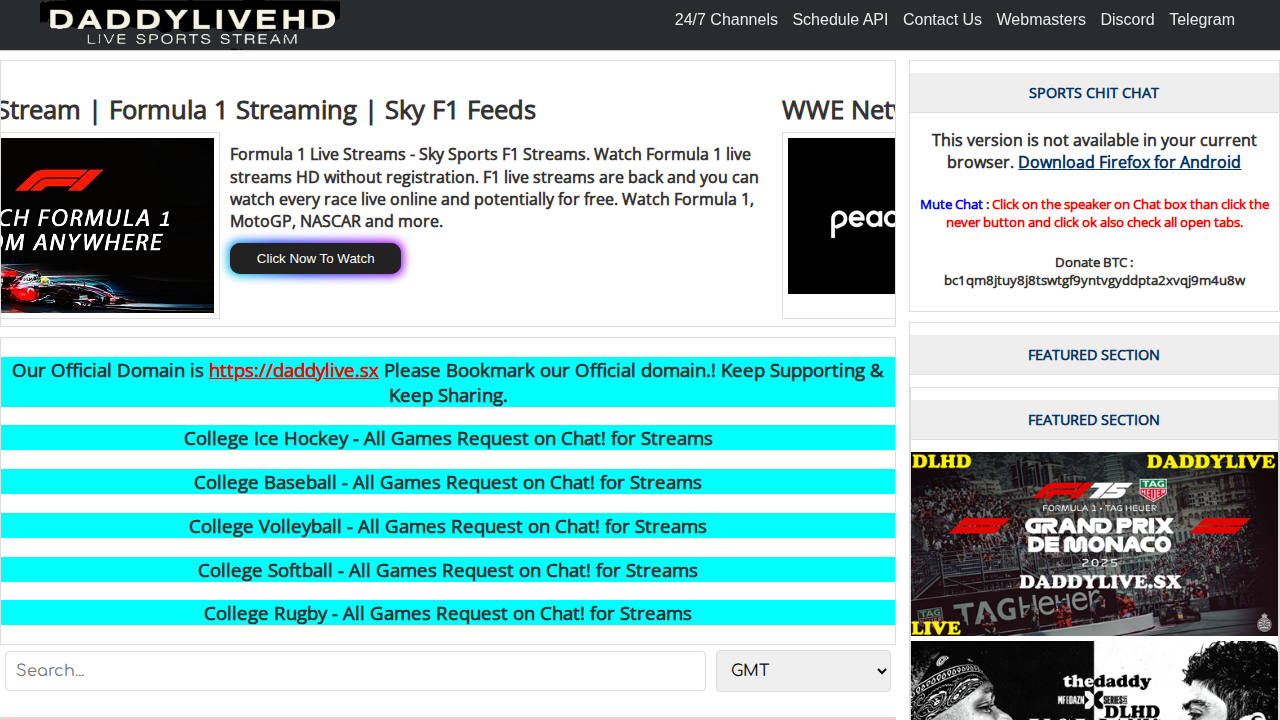 DADDYLIVEHD
LIVE SPORTS STREAM
24/7 Channels Schedule API Contact Us Webmasters Discord Telegram
Stream | Formula 1 Streaming | Sky F1 Feeds
WWE Netw
CH FORMULA 1
OM ANYWHERE
Formula 1 Live Streams - Sky Sports F1 Streams. Watch Formula 1 live
streams HD without registration. F1 live streams are back and you can
watch every race live online and potentially for free. Watch Formula 1,
MotoGP, NASCAR and more.
Click Now To Watch
peac
Our Official Domain is https://daddylive.sx Please Bookmark our Official domain.! Keep Supporting &
Keep Sharing.
College Ice Hockey - All Games Request on Chat! for Streams
College Baseball - All Games Request on Chat! for Streams
College Volleyball - All Games Request on Chat! for Streams
College Softball - All Games Request on Chat! for Streams
College Rugby - All Games Request on Chat! for Streams
Search...
GMT
SPORTS CHIT CHAT
This version is not available in your current
browser. Download Firefox for Android
Mute Chat : Click on the speaker on Chat box than click the
never button and click ok also check all open tabs.
Donate BTC :
bc1qm8jtuy8j8tswtgf9yntvgyddpta2xvqj9m4u8w
FEATURED SECTION
FEATURED SECTION
DLHD DADDYLIVE
F1 75 TAG HEUER
FORMULA 1 · TAG HEUER
GRAND PRIX
DE MONACO
2025
DADDYLIVE.SX
TAGHeuer
LIVE
thedaddy
DLHD